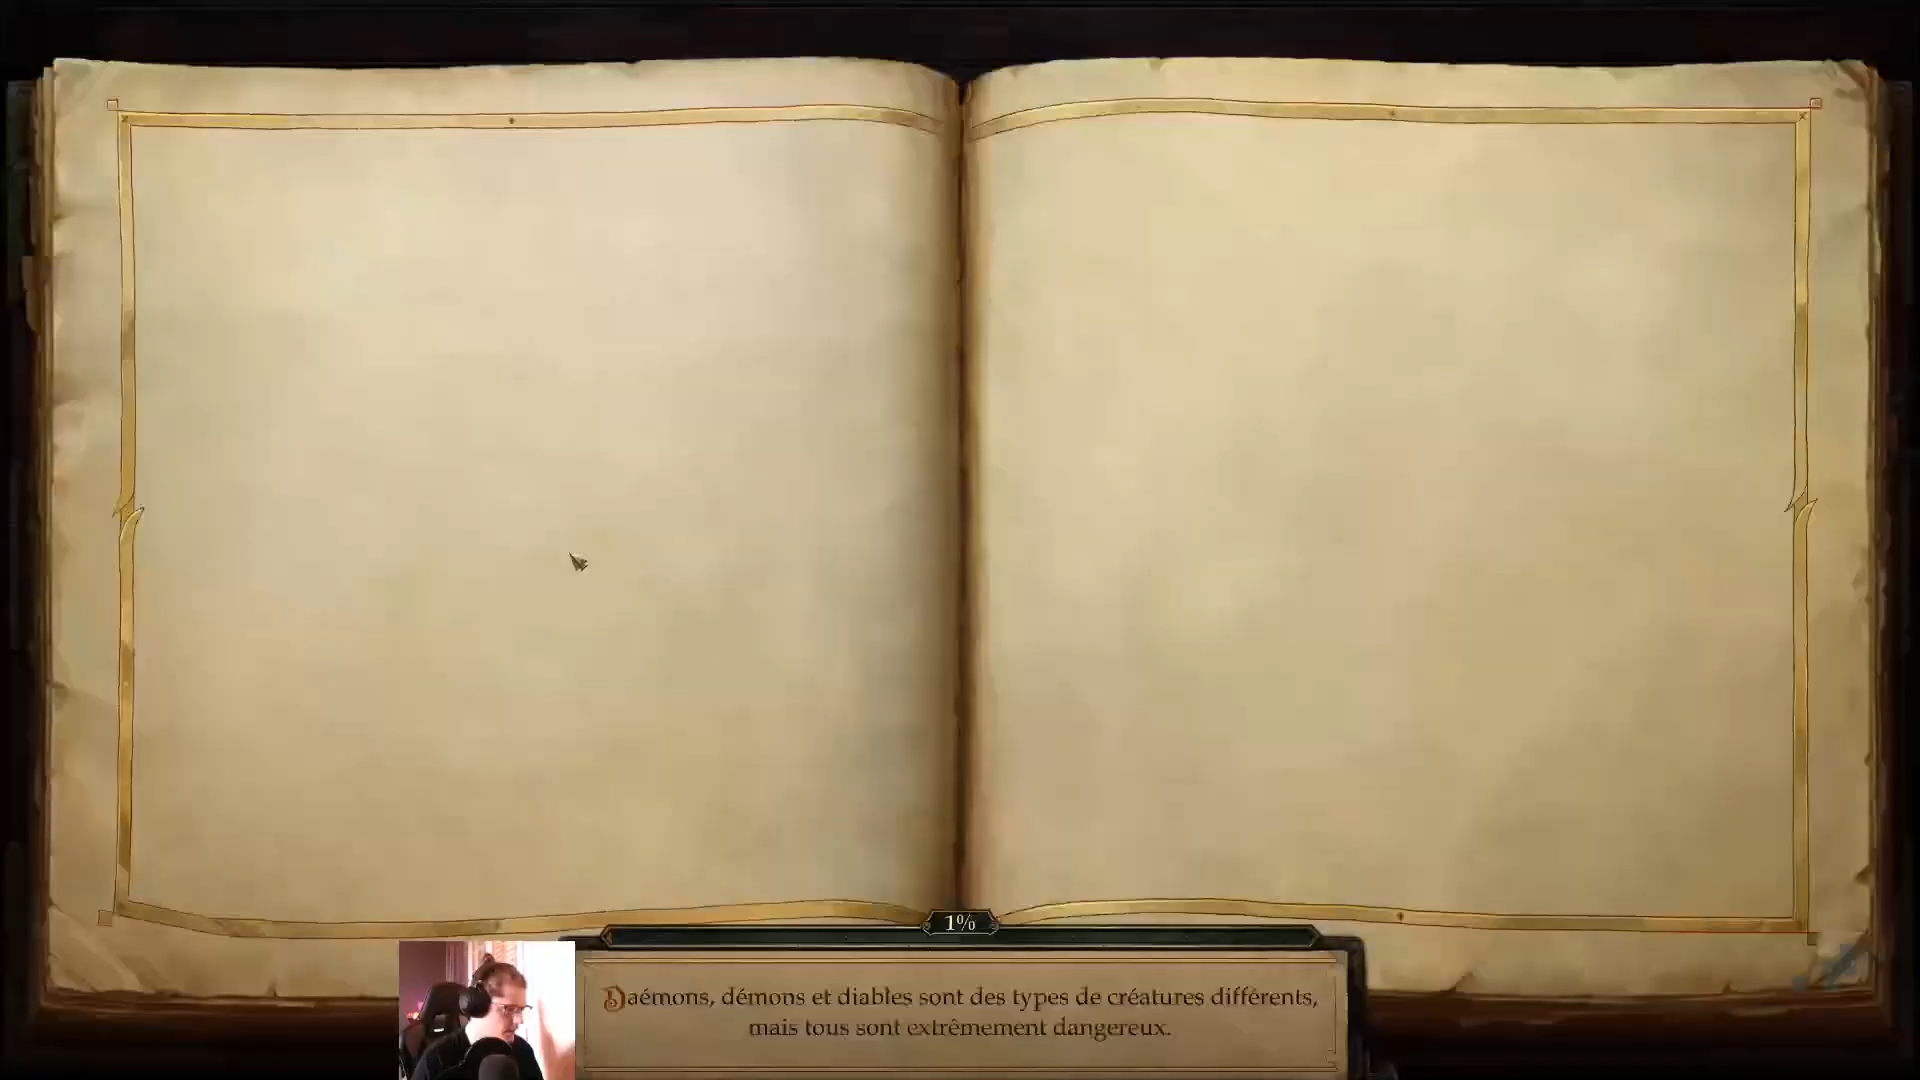 1%
Daémons, démons et diables sont des types de créatures différents,
mais tous sont extrêmement dangereux.